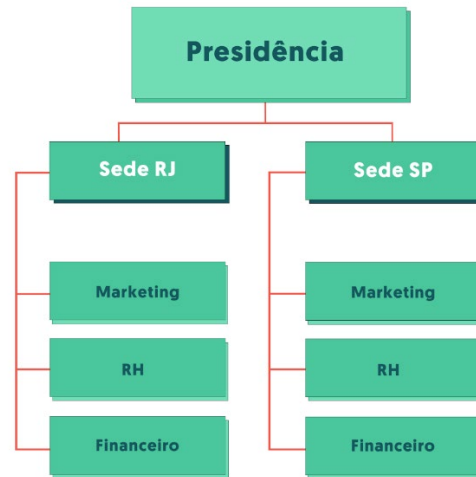 Presidência
Sede RJ
Sede SP
Marketing
Marketing
RH
RH
Financeiro
Financeiro